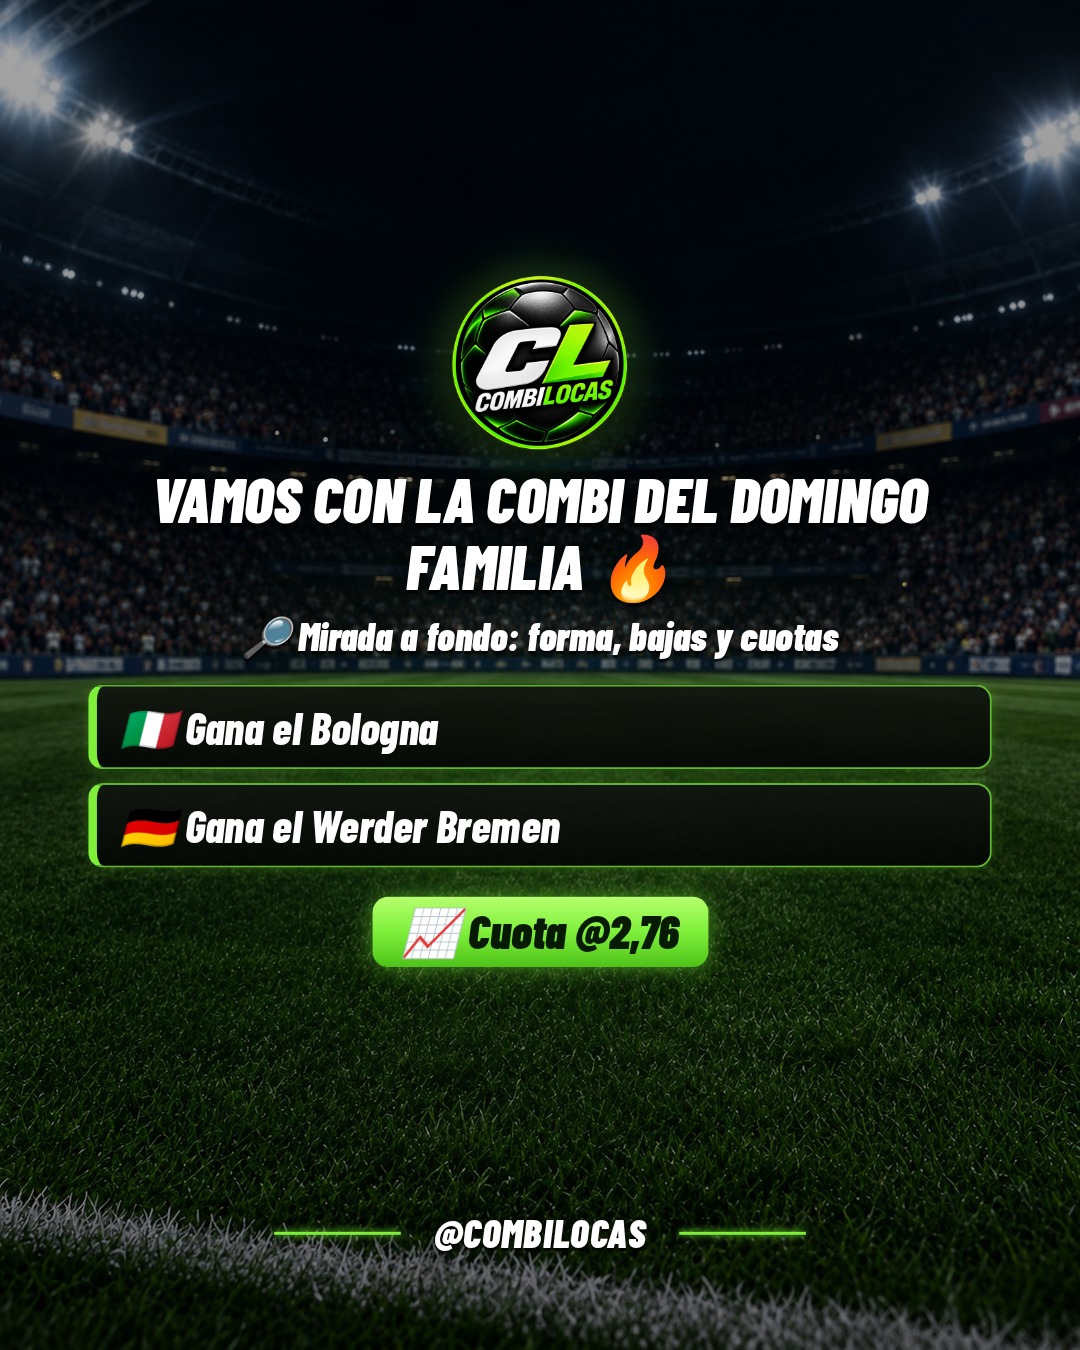 CL
COMBILOCAS
VAMOS CON LA COMBI DEL DOMINGO
FAMILIA 🔥
🔎 Mirada a fondo: forma, bajas y cuotas
🇮🇹 Gana el Bologna
🇩🇪 Gana el Werder Bremen
📈 Cuota @2,76
@COMBILOCAS